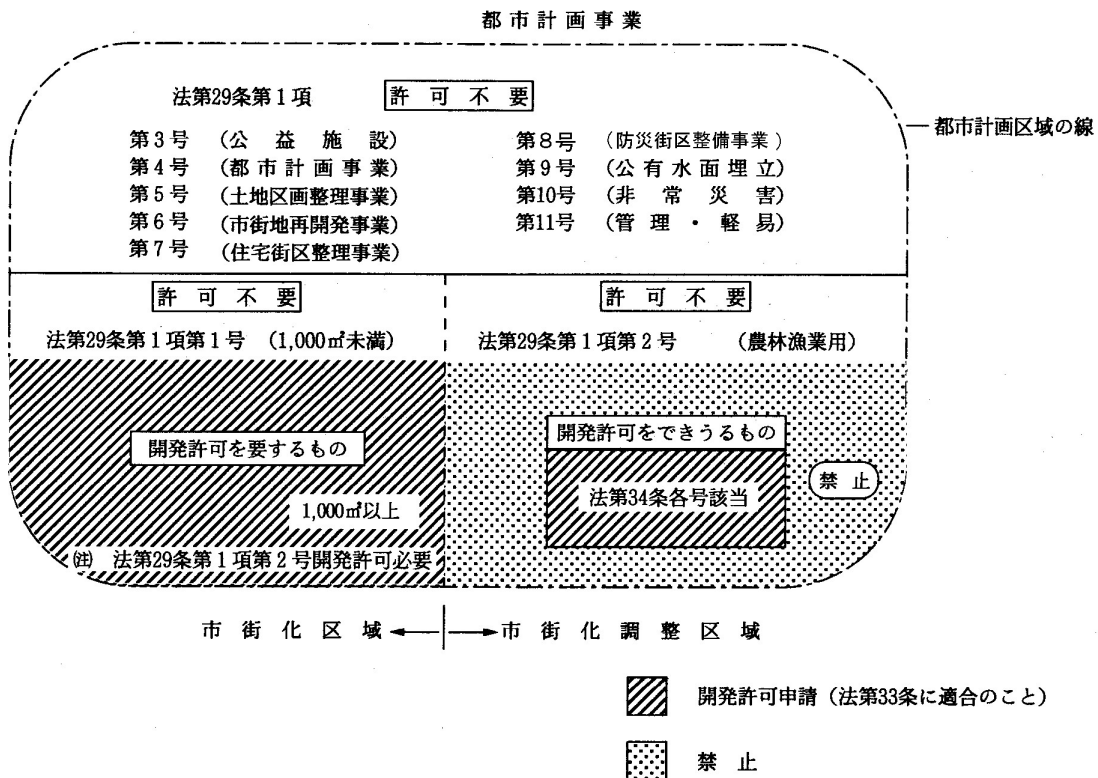 都市計画事業
法第29条第1項 許可不要
都市計画区域の線
第3号 (公益施設) 第8号 (防災街区整備事業)
第4号 (都市計画事業) 第9号 (公有水面埋立)
第5号 (土地区画整理事業) 第10号 (非常災害)
第6号 (市街地再開発事業) 第11号 (管理・軽易)
第7号 (住宅街区整理事業)
許可不要 許可不要
法第29条第1項第1号 (1,000㎡未満) 法第29条第1項第2号 (農林漁業用)
開発許可を要するもの
1,000㎡以上
㊟ 法第29条第1項第2号開発許可必要
開発許可をできうるもの
法第34条各号該当
禁止
市街化区域 ←→ 市街化調整区域
開発許可申請(法第33条に適合のこと)
禁止